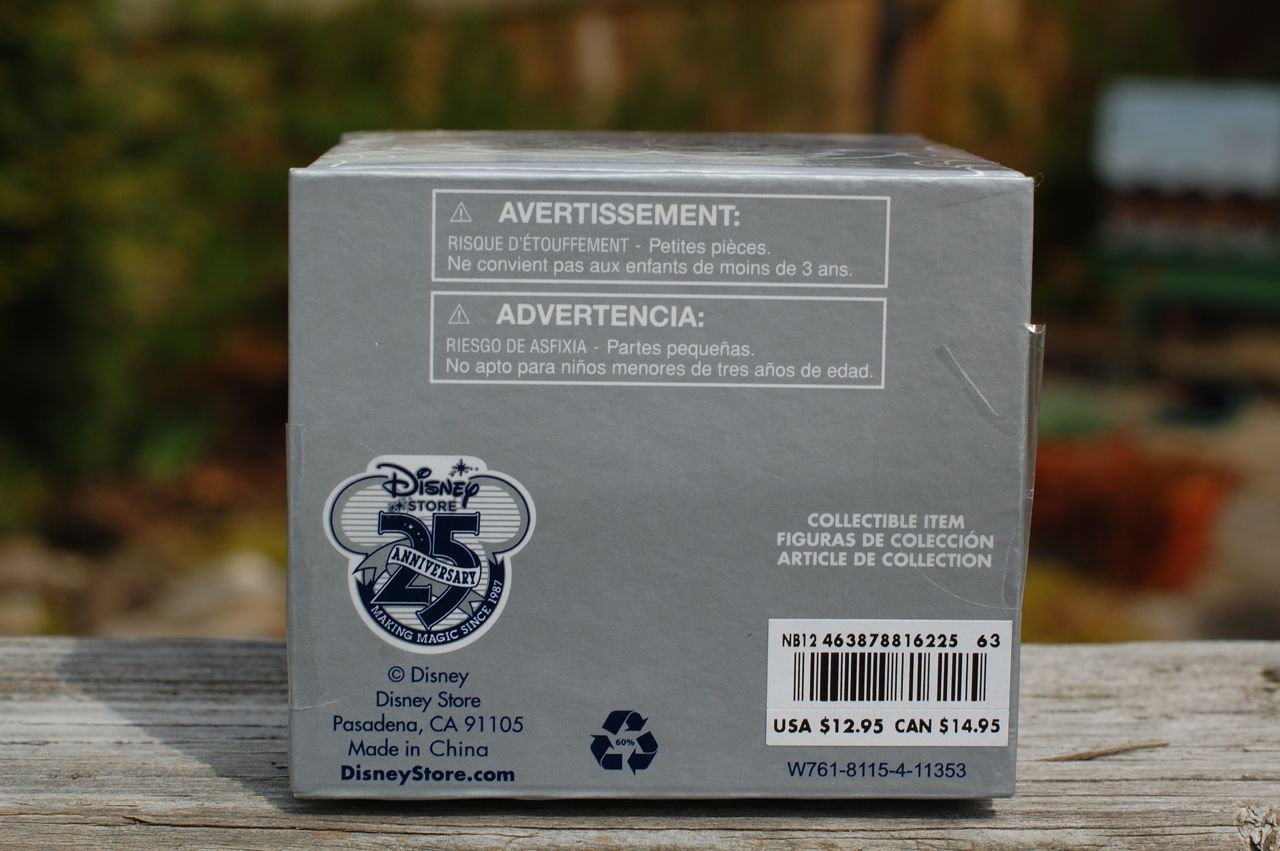 AVERTISSEMENT:
RISQUE D'ÉTOUFFEMENT - Petites pièces.
Ne convient pas aux enfants de moins de 3 ans.
ADVERTENCIA:
RIESGO DE ASFIXIA - Partes pequeñas.
No apto para niños menores de tres años de edad.
Disney
STORE
25
ANNIVERSARY
MAKING MAGIC SINCE 1987
© Disney
Disney Store
Pasadena, CA 91105
Made in China
DisneyStore.com
60%
COLLECTIBLE ITEM
FIGURAS DE COLECCIÓN
ARTICLE DE COLLECTION
NB12 463878816225 63
USA $12.95 CAN $14.95
W761-8115-4-11353